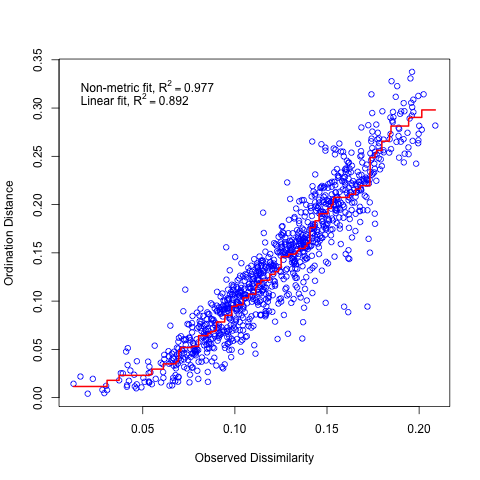 Non-metric fit, R² = 0.977
Linear fit, R² = 0.892
0.35
0.30
0.25
0.20
0.15
0.10
0.05
0.00
Ordination Distance
0.05 0.10 0.15 0.20
Observed Dissimilarity